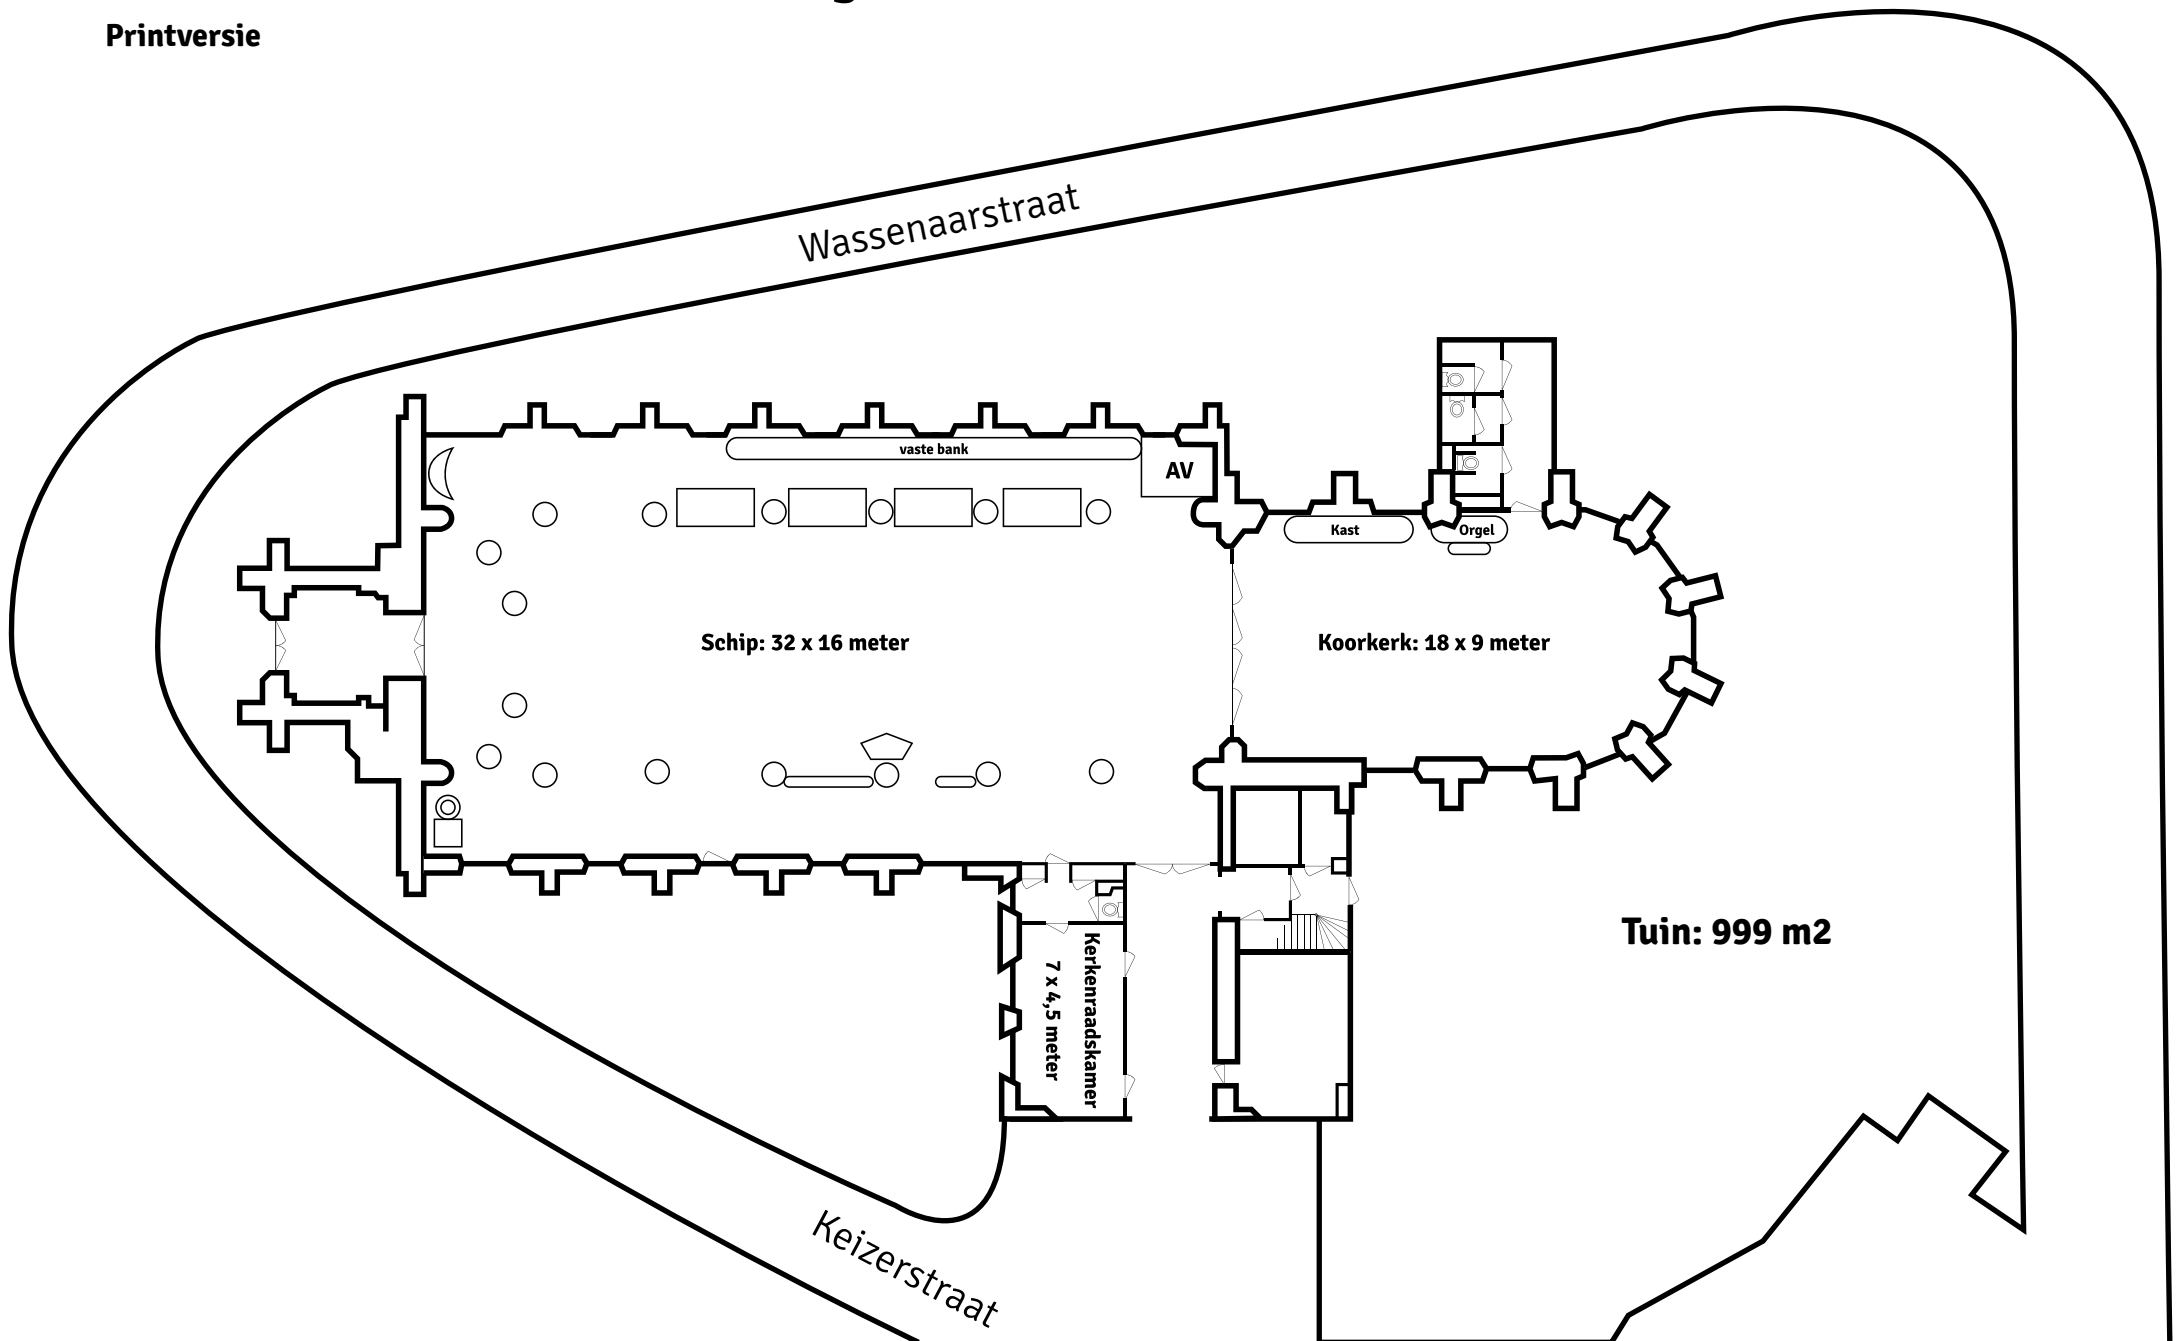 Printversie
Wassenaarstraat
vaste bank
AV
Kast
Orgel
Schip: 32 x 16 meter
Koorkerk: 18 x 9 meter
Tuin: 999 m2
Kerkenraadskamer
7 x 4,5 meter
Keizerstraat